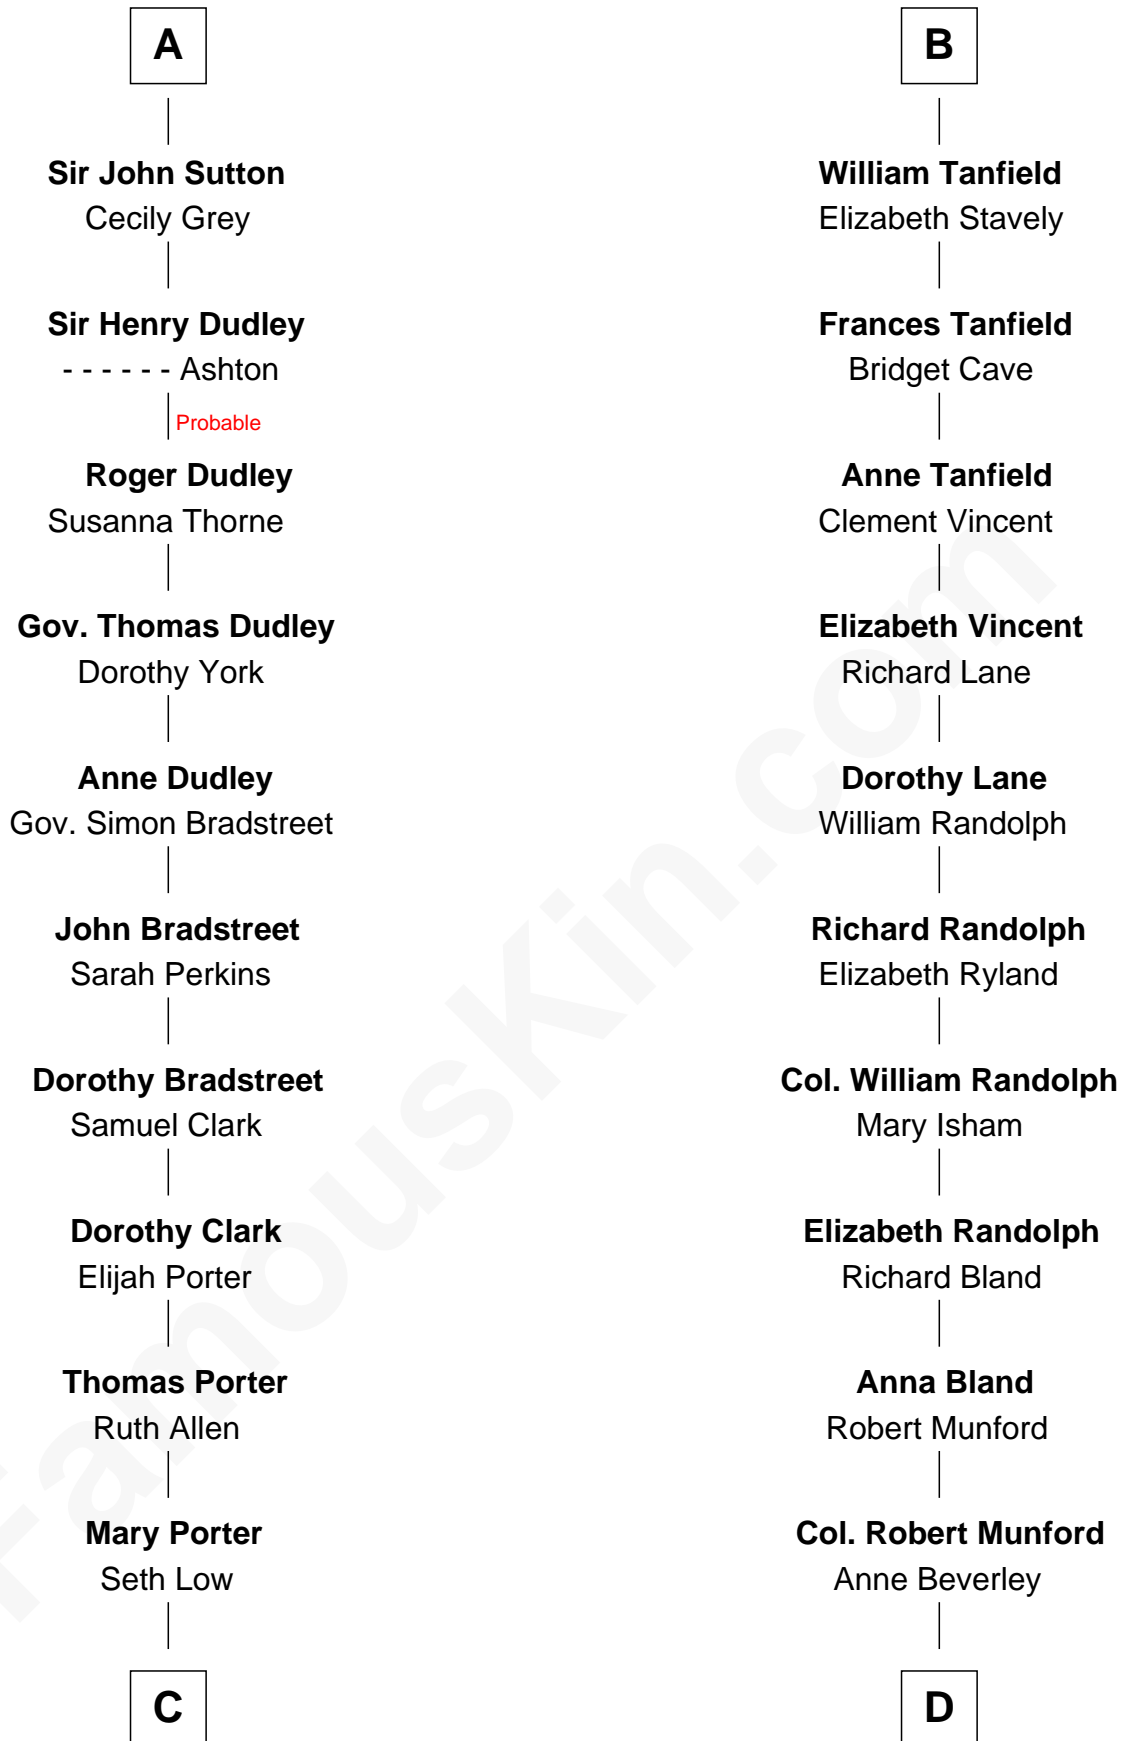 A
Sir John Sutton
Cecily Grey
Sir Henry Dudley
- - - - - - Ashton
Probable
Roger Dudley
Susanna Thorne
Gov. Thomas Dudley
Dorothy York
Anne Dudley
Gov. Simon Bradstreet
John Bradstreet
Sarah Perkins
Dorothy Bradstreet
Samuel Clark
Dorothy Clark
Elijah Porter
Thomas Porter
Ruth Allen
Mary Porter
Seth Low
C
B
William Tanfield
Elizabeth Stavely
Frances Tanfield
Bridget Cave
Anne Tanfield
Clement Vincent
Elizabeth Vincent
Richard Lane
Dorothy Lane
William Randolph
Richard Randolph
Elizabeth Ryland
Col. William Randolph
Mary Isham
Elizabeth Randolph
Richard Bland
Anna Bland
Robert Munford
Col. Robert Munford
Anne Beverley
D
FamousKin.com